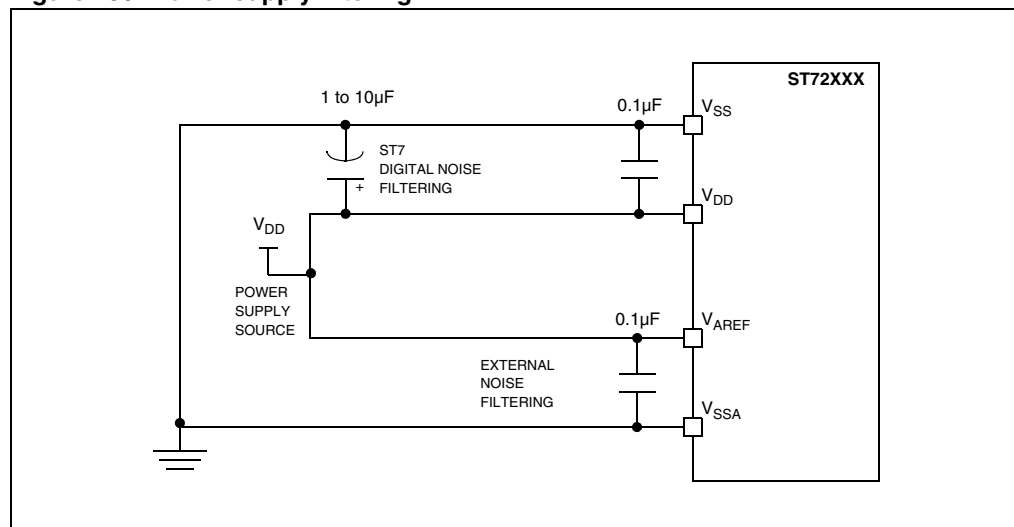 ST72XXX
1 to 10µF
0.1µF
VSS
ST7
DIGITAL NOISE
FILTERING
+
VDD
VDD
POWER
SUPPLY
SOURCE
0.1µF
VAREF
EXTERNAL
NOISE
FILTERING
VSSA